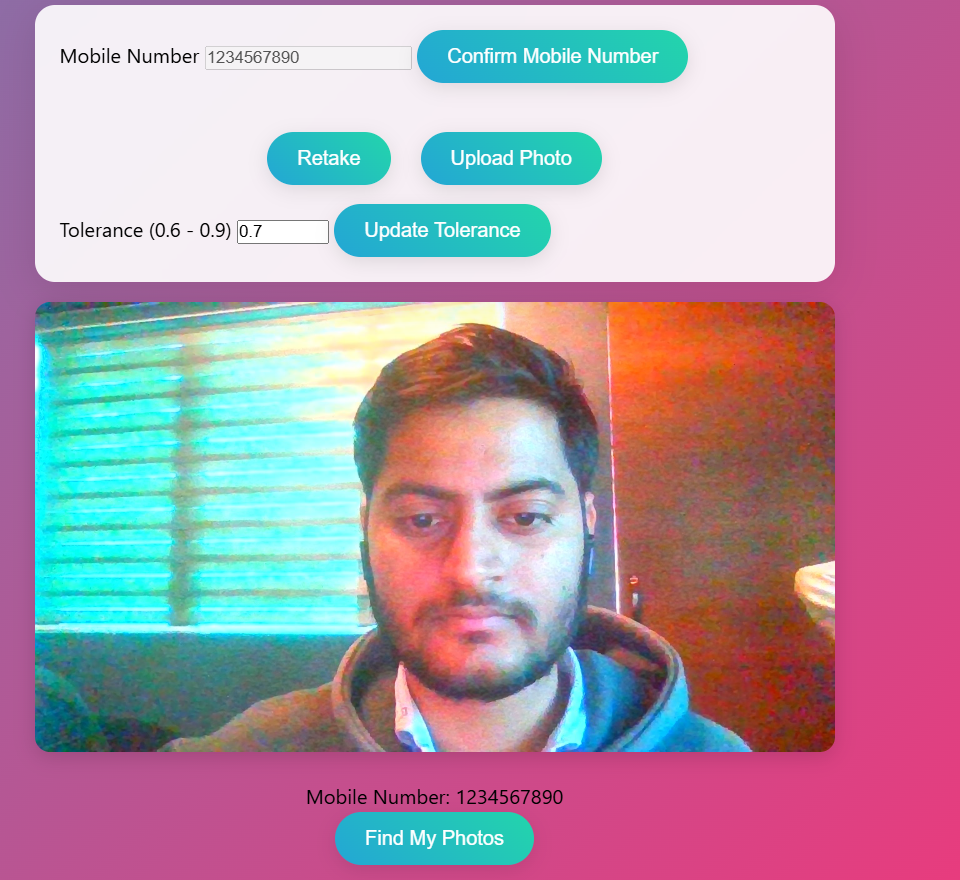 Mobile Number 1234567890 Confirm Mobile Number
Retake Upload Photo
Tolerance (0.6 - 0.9) 0.7 Update Tolerance
Mobile Number: 1234567890
Find My Photos